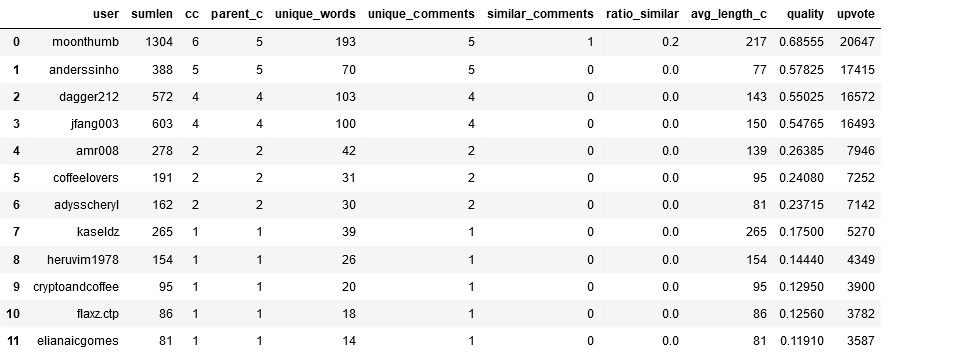 user sumlen cc parent_c unique_words unique_comments similar_comments ratio_similar avg_length_c quality upvote
0 moonthumb 1304 6 5 193 5 1 0.2 217 0.68555 20647
1 anderssinho 388 5 5 70 5 0 0.0 77 0.57825 17415
2 dagger212 572 4 4 103 4 0 0.0 143 0.55025 16572
3 jfang003 603 4 4 100 4 0 0.0 150 0.54765 16493
4 amr008 278 2 2 42 2 0 0.0 139 0.26385 7946
5 coffeelovers 191 2 2 31 2 0 0.0 95 0.24080 7252
6 adysscheryl 162 2 2 30 2 0 0.0 81 0.23715 7142
7 kaseldz 265 1 1 39 1 0 0.0 265 0.17500 5270
8 heruvim1978 154 1 1 26 1 0 0.0 154 0.14440 4349
9 cryptoandcoffee 95 1 1 20 1 0 0.0 95 0.12950 3900
10 flaxz.ctp 86 1 1 18 1 0 0.0 86 0.12560 3782
11 elianaicgomes 81 1 1 14 1 0 0.0 81 0.11910 3587